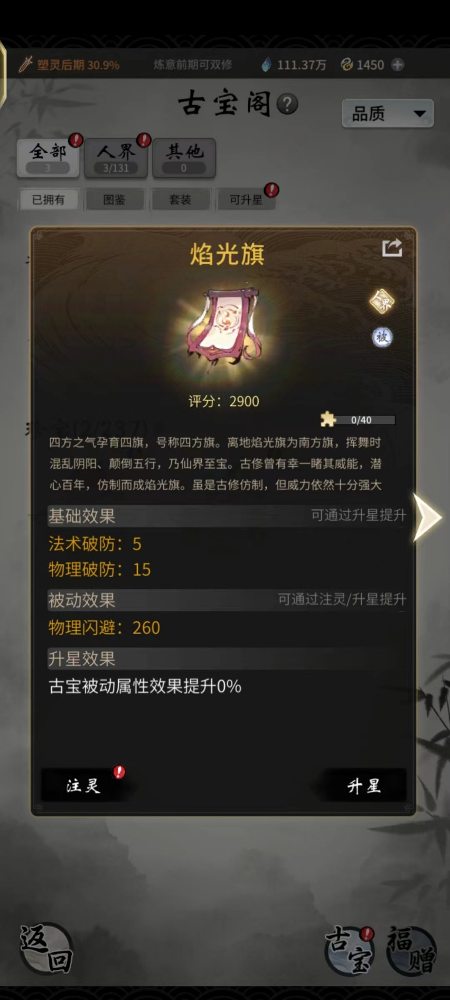 塑灵后期 30.9% 炼意前期可双修 111.37万 1450
古宝阁 ?
品质
全部 人界 其他
3 3/131 0
已拥有 图鉴 套装 可升星
焰光旗
人界
被
评分：2900
0/40
四方之气孕育四旗，号称四方旗。离地焰光旗为南方旗，挥舞时
混乱阴阳、颠倒五行，乃仙界至宝。古修曾有幸一睹其威能，潜
心百年，仿制而成焰光旗。虽是古修仿制，但威力依然十分强大
基础效果 可通过升星提升
法术破防：5
物理破防：15
被动效果 可通过注灵/升星提升
物理闪避：260
升星效果
古宝被动属性效果提升0%
注灵 升星
返回 古宝 福赠